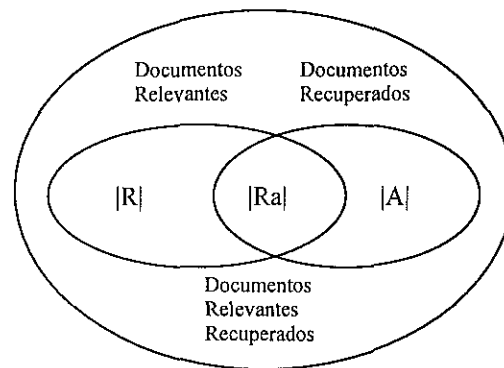 Documentos
Relevantes
Documentos
Recuperados
|R|
|Ra|
|A|
Documentos
Relevantes
Recuperados